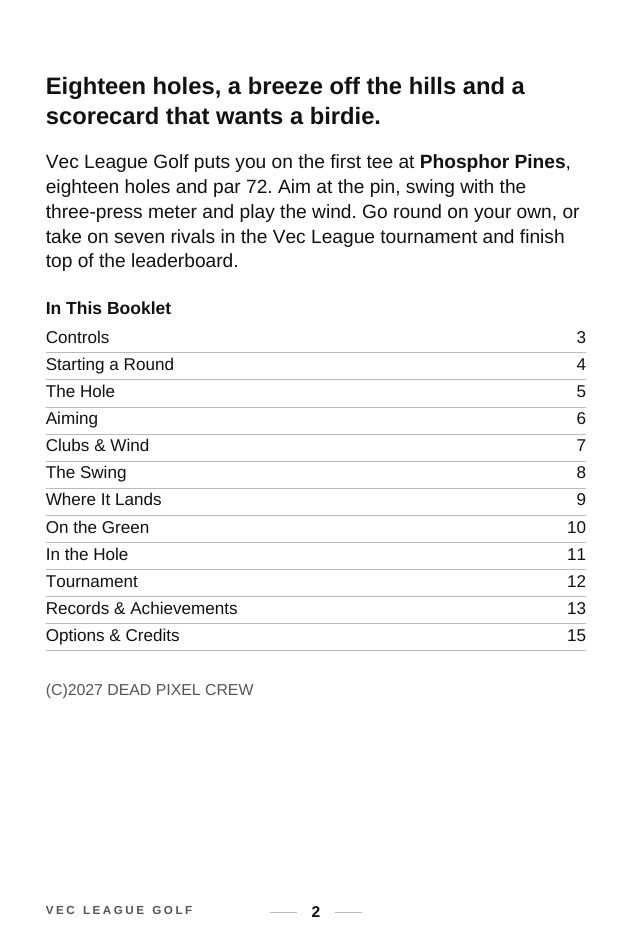 Eighteen holes, a breeze off the hills and a
scorecard that wants a birdie.
Vec League Golf puts you on the first tee at Phosphor Pines,
eighteen holes and par 72. Aim at the pin, swing with the
three-press meter and play the wind. Go round on your own, or
take on seven rivals in the Vec League tournament and finish
top of the leaderboard.
In This Booklet
Controls 3
Starting a Round 4
The Hole 5
Aiming 6
Clubs & Wind 7
The Swing 8
Where It Lands 9
On the Green 10
In the Hole 11
Tournament 12
Records & Achievements 13
Options & Credits 15
(C)2027 DEAD PIXEL CREW
VEC LEAGUE GOLF 2